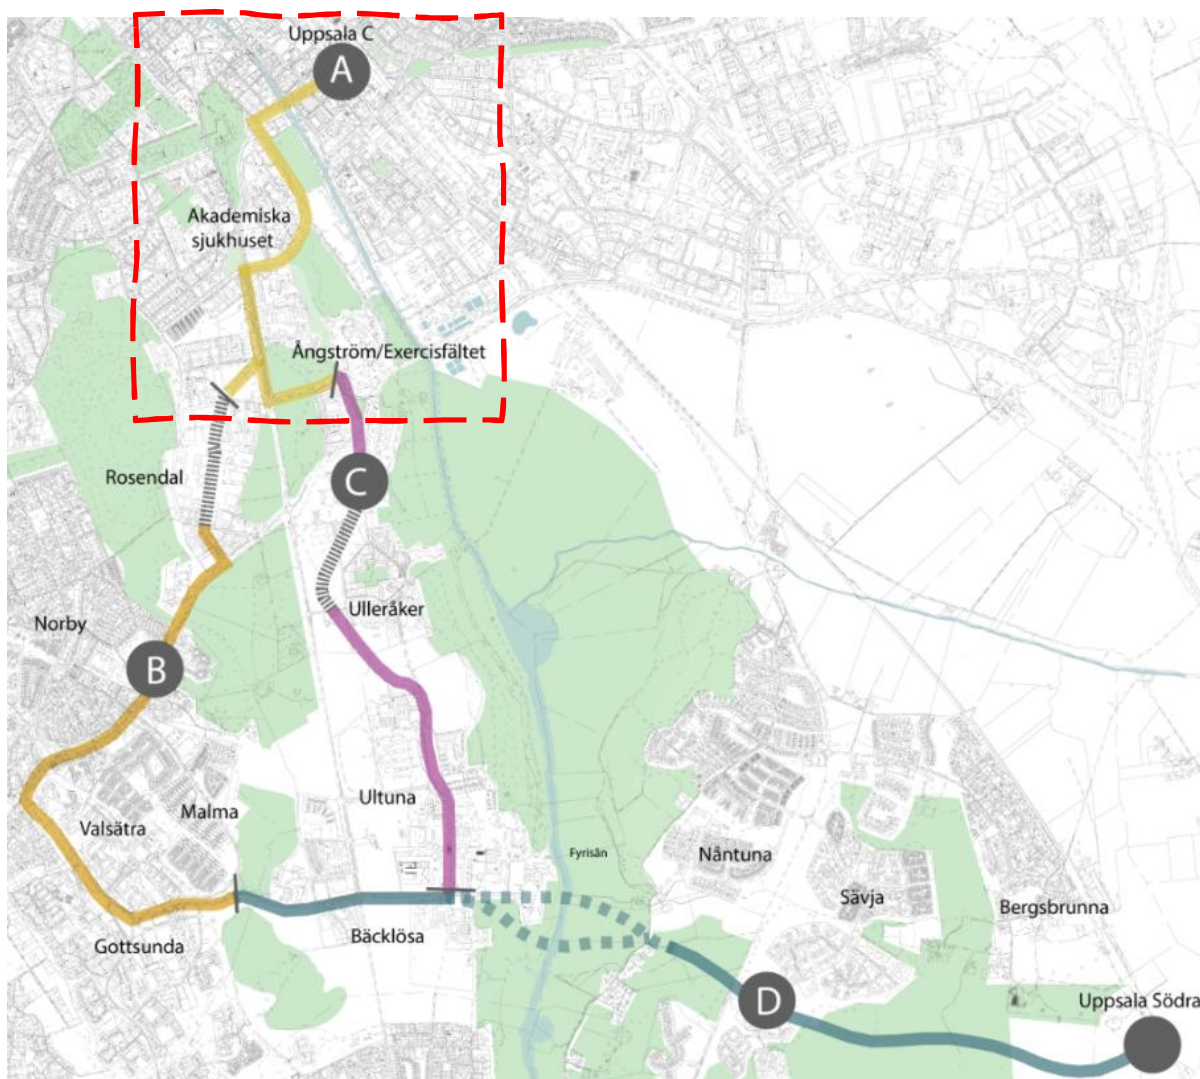 Uppsala C
A
Akademiska
sjukhuset
Ångström/Exercisfältet
Rosendal
C
Ulleråker
Norby
B
Ultuna
Malma
Valsätra
Fyrisån
Nåntuna
Sävja
Bergsbrunna
Gottsunda
Bäcklösa
D
Uppsala Södra